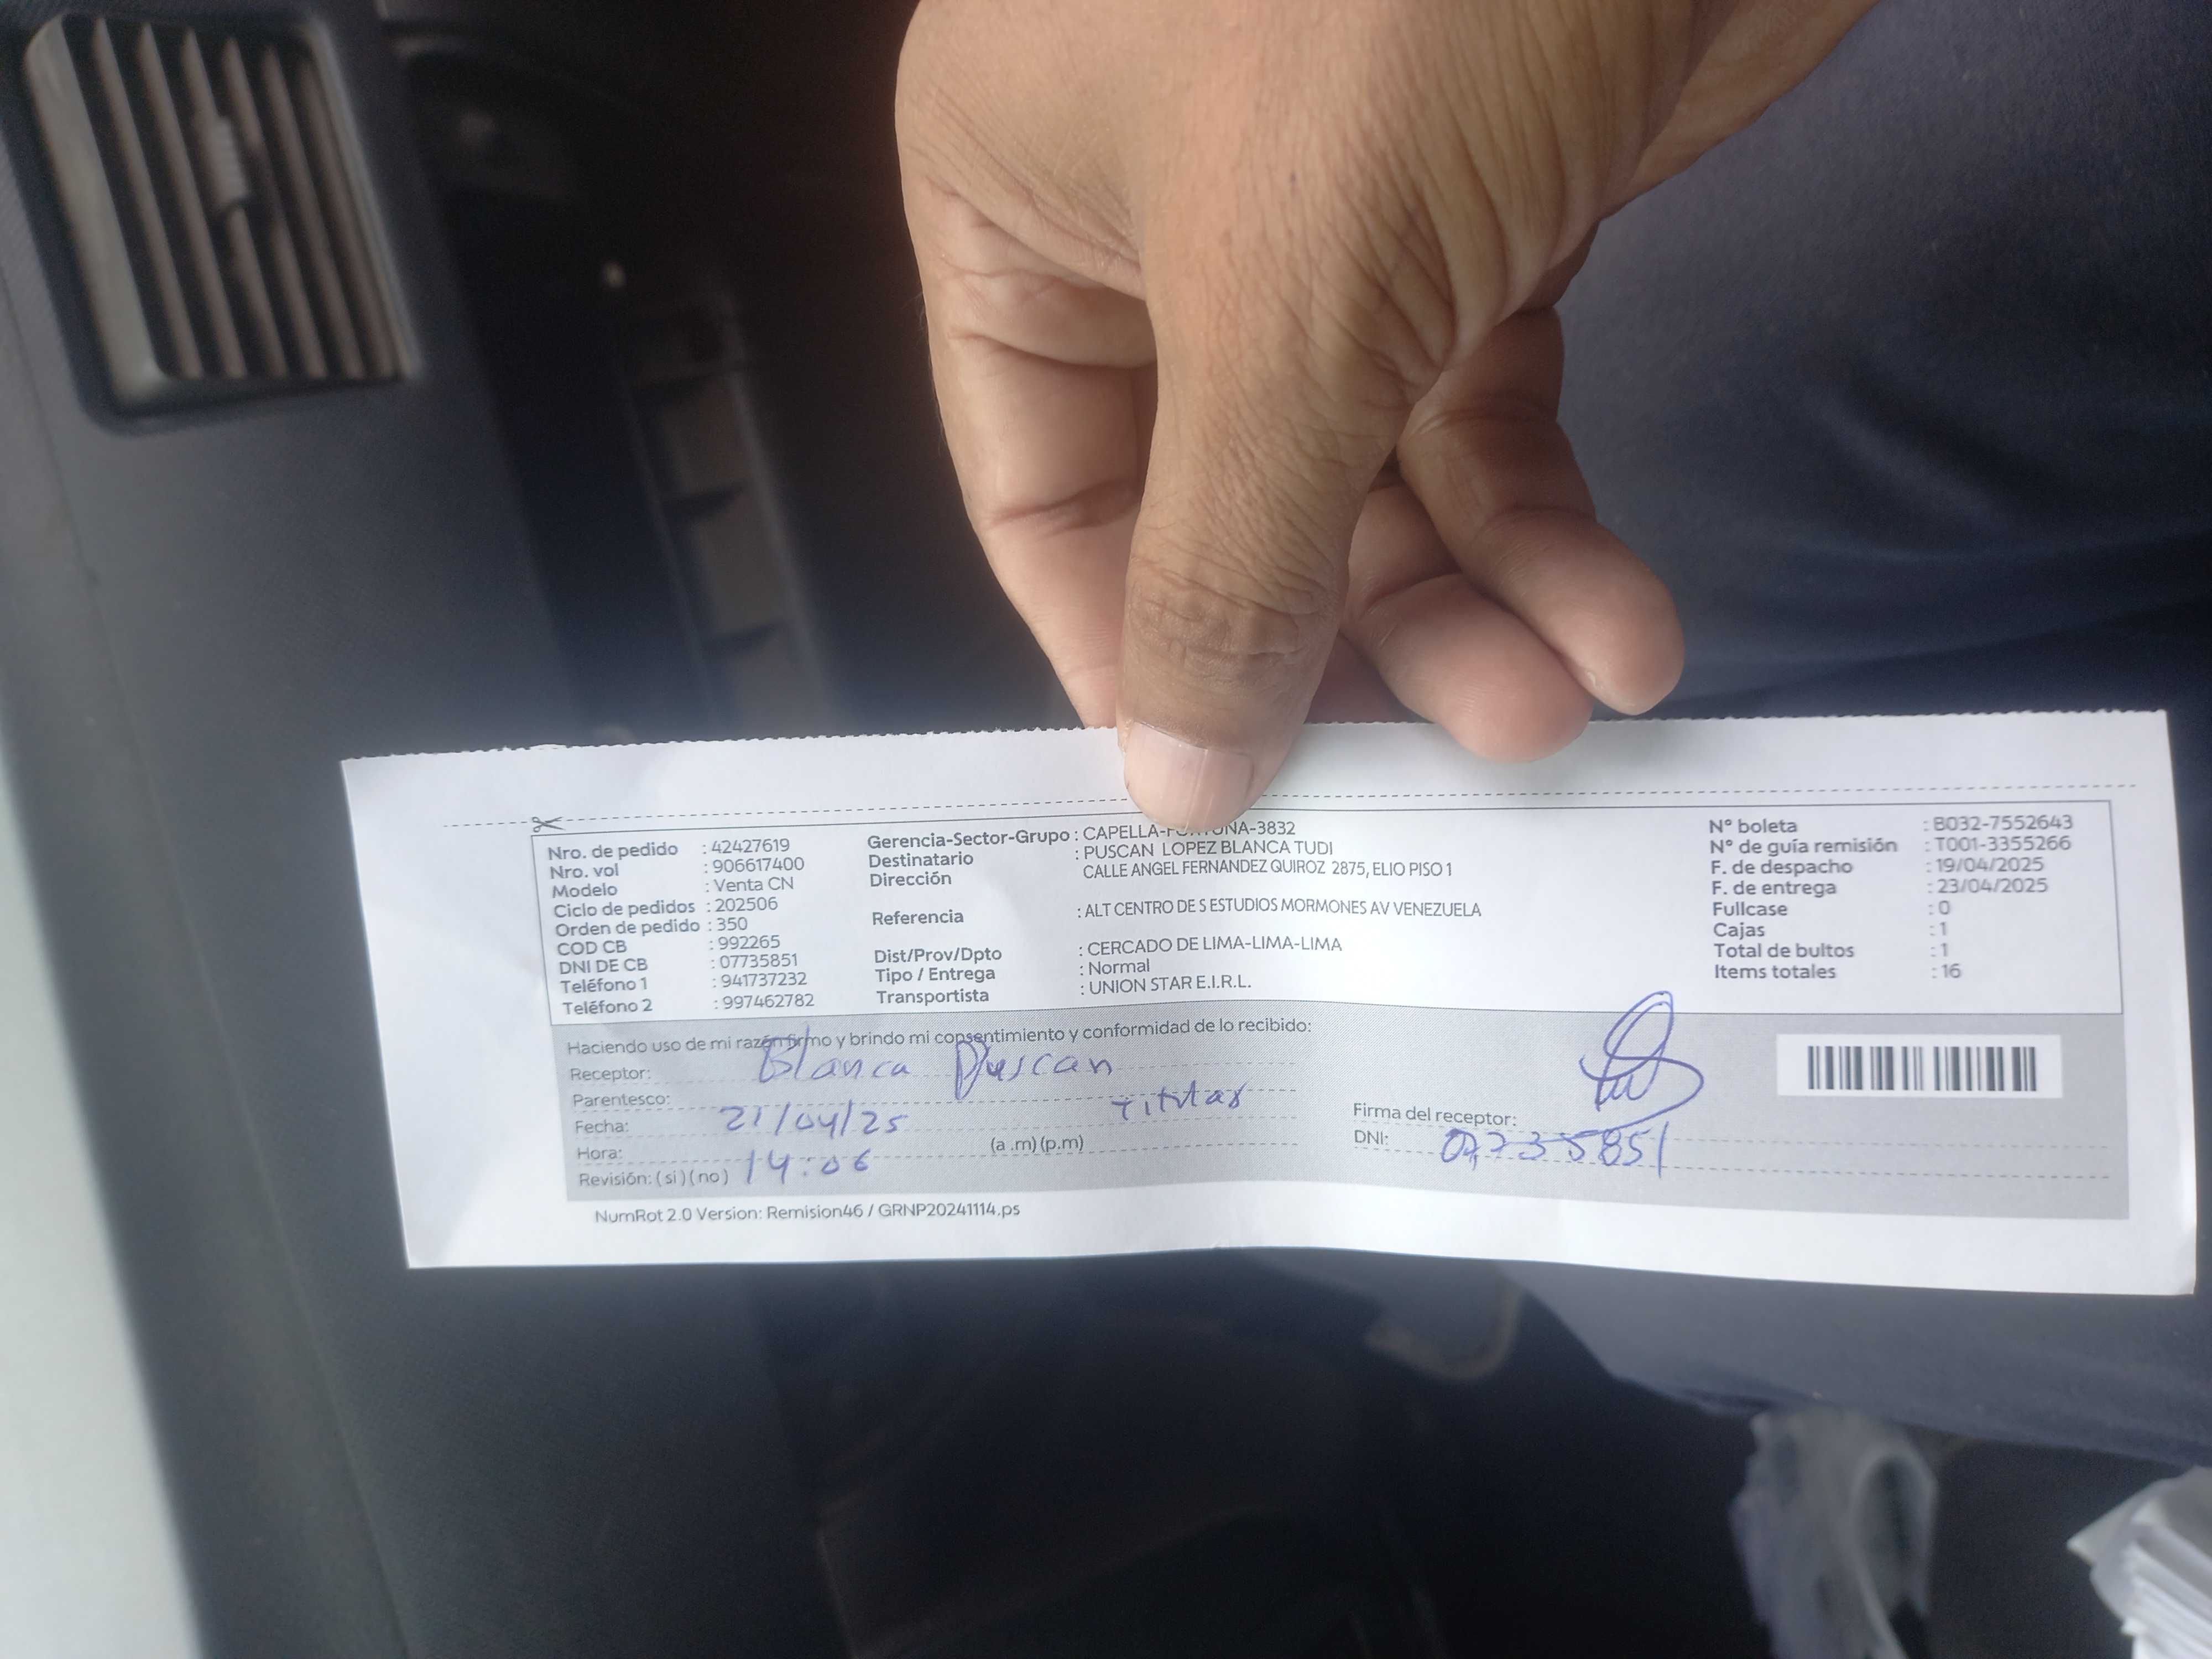 Nro. de pedido : 42427619
Nro. vol : 906617400
Modelo : Venta CN
Ciclo de pedidos : 202506
Orden de pedido : 350
COD CB : 992265
DNI DE CB : 07735851
Teléfono 1 : 941737232
Teléfono 2 : 997462782
Gerencia-Sector-Grupo : CAPELLA-FORTUNA-3832
Destinatario : PUSCAN LOPEZ BLANCA TUDI
Dirección CALLE ANGEL FERNANDEZ QUIROZ 2875, ELIO PISO 1
Referencia : ALT CENTRO DE S ESTUDIOS MORMONES AV VENEZUELA
Dist/Prov/Dpto : CERCADO DE LIMA-LIMA-LIMA
Tipo / Entrega : Normal
Transportista : UNION STAR E.I.R.L.
N° boleta : B032-7552643
N° de guía remisión : T001-3355266
F. de despacho : 19/04/2025
F. de entrega : 23/04/2025
Fullcase : 0
Cajas : 1
Total de bultos : 1
Items totales : 16
Haciendo uso de mi razón firmo y brindo mi consentimiento y conformidad de lo recibido:
Receptor: Blanca Puscan
Parentesco: Titular
Fecha: 21/04/25
Hora: 14:06 (a .m) (p.m)
Revisión: ( si ) ( no )
Firma del receptor:
DNI: 07735851
NumRot 2.0 Version: Remision46 / GRNP20241114.ps